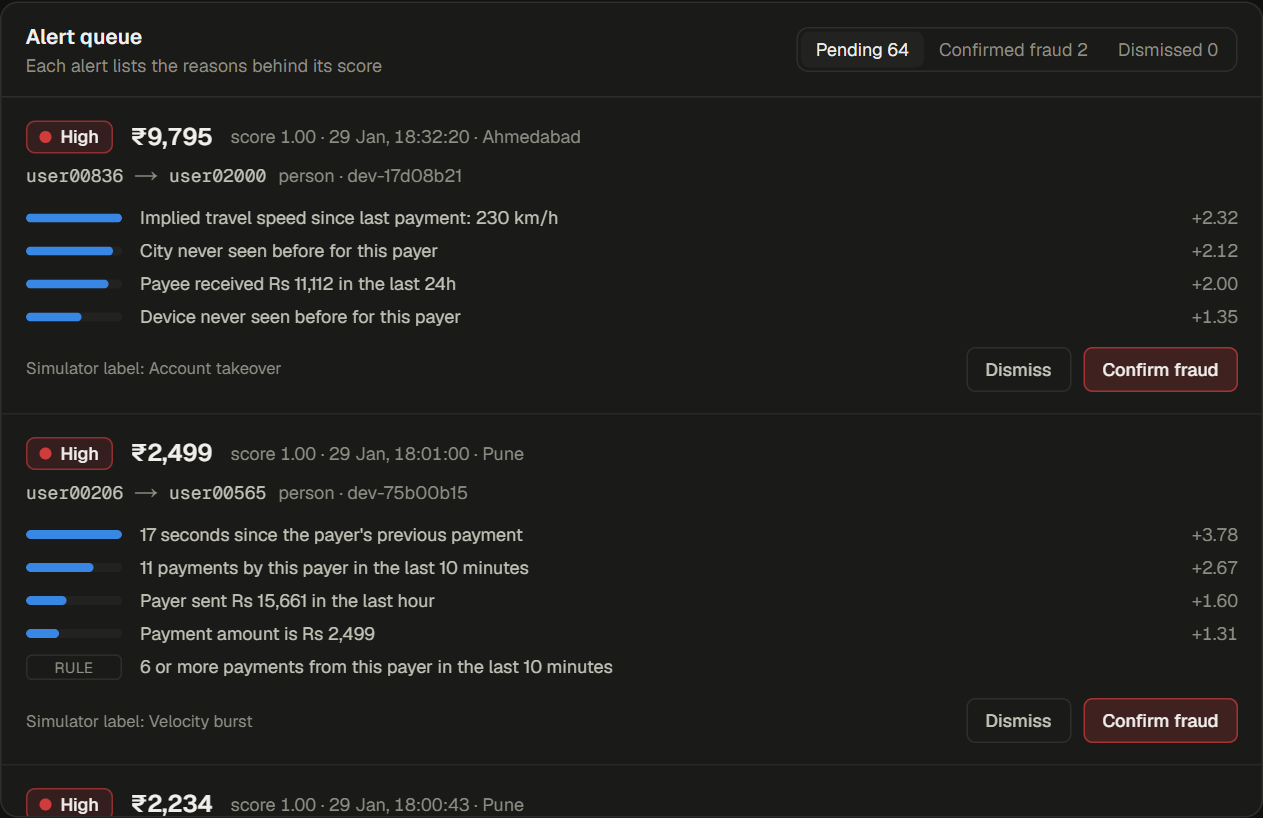 Alert queue
Each alert lists the reasons behind its score
Pending 64 Confirmed fraud 2 Dismissed 0
High ₹9,795 score 1.00 · 29 Jan, 18:32:20 · Ahmedabad
user00836 → user02000 person · dev-17d08b21
Implied travel speed since last payment: 230 km/h +2.32
City never seen before for this payer +2.12
Payee received Rs 11,112 in the last 24h +2.00
Device never seen before for this payer +1.35
Simulator label: Account takeover Dismiss Confirm fraud
High ₹2,499 score 1.00 · 29 Jan, 18:01:00 · Pune
user00206 → user00565 person · dev-75b00b15
17 seconds since the payer's previous payment +3.78
11 payments by this payer in the last 10 minutes +2.67
Payer sent Rs 15,661 in the last hour +1.60
Payment amount is Rs 2,499 +1.31
RULE 6 or more payments from this payer in the last 10 minutes
Simulator label: Velocity burst Dismiss Confirm fraud
High ₹2,234 score 1.00 · 29 Jan, 18:00:43 · Pune